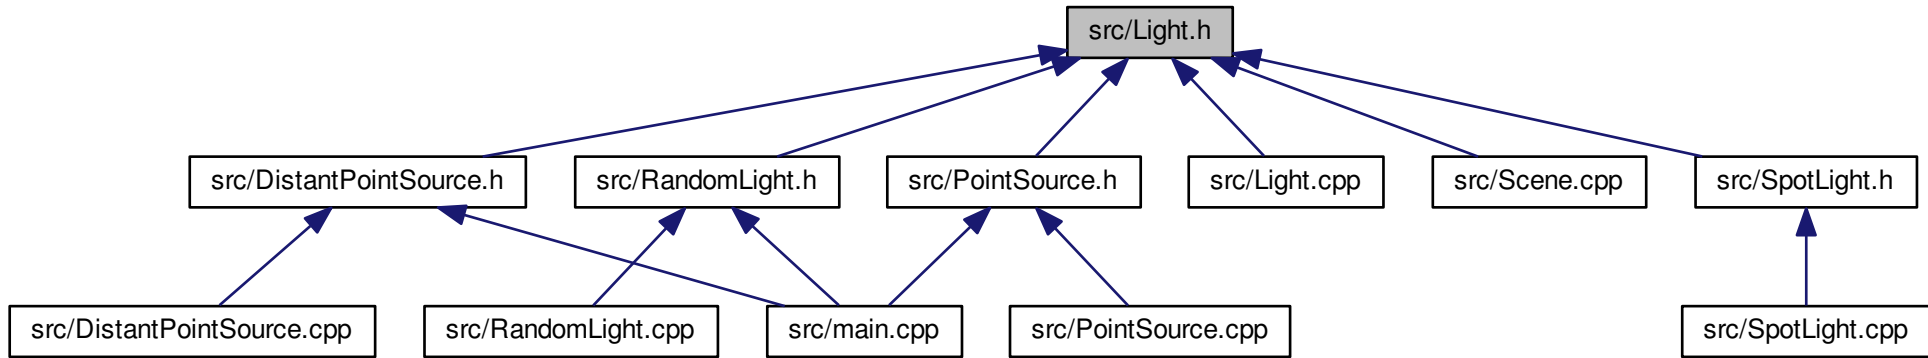 src/Light.h
src/DistantPointSource.h
src/RandomLight.h
src/PointSource.h
src/Light.cpp
src/Scene.cpp
src/SpotLight.h
src/DistantPointSource.cpp
src/RandomLight.cpp
src/main.cpp
src/PointSource.cpp
src/SpotLight.cpp